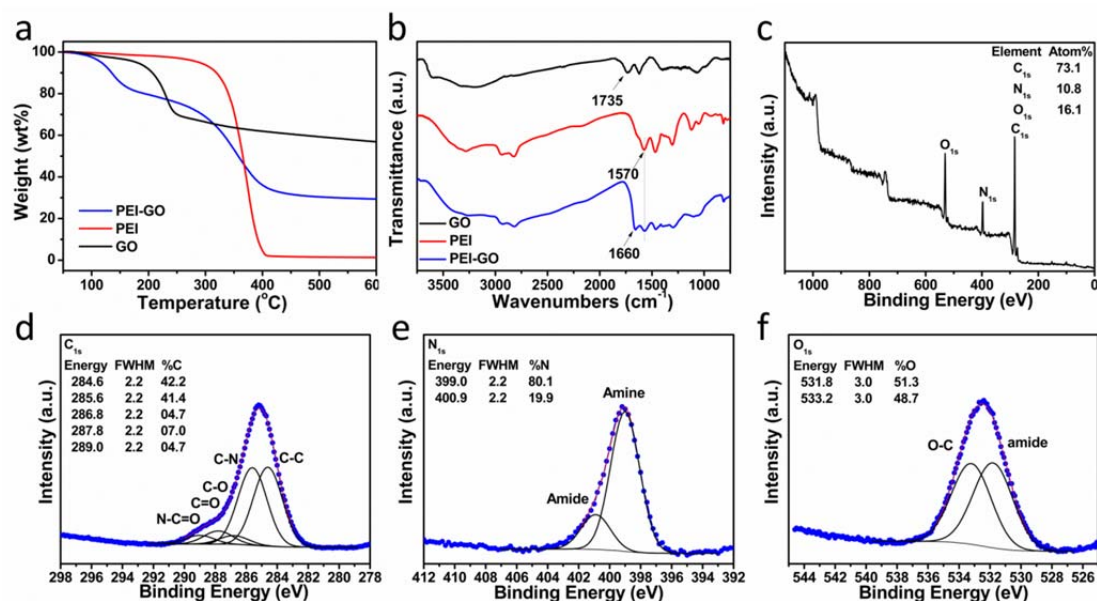 a
100
80
60
40
20
0
Weight (wt%)
PEI-GO
PEI
GO
100 200 300 400 500 60
Temperature (°C)
b
Transmittance (a.u.)
1735
1570
1660
GO
PEI
PEI-GO
3500 3000 2500 2000 1500 1000
Wavenumbers (cm⁻¹)
c
Intensity (a.u.)
Element Atom%
C1s 73.1
N1s 10.8
O1s 16.1
C1s
O1s
N1s
1000 800 600 400 200 0
Binding Energy (eV)
d
C1s
Energy FWHM %C
284.6 2.2 42.2
285.6 2.2 41.4
286.8 2.2 04.7
287.8 2.2 07.0
289.0 2.2 04.7
Intensity (a.u.)
C-N
C-C
C-O
C=O
N-C=O
298 296 294 292 290 288 286 284 282 280 278
Binding Energy (eV)
e
N1s
Energy FWHM %N
399.0 2.2 80.1
400.9 2.2 19.9
Intensity (a.u.)
Amine
Amide
412 410 408 406 404 402 400 398 396 394 392
Binding Energy (eV)
f
O1s
Energy FWHM %O
531.8 3.0 51.3
533.2 3.0 48.7
Intensity (a.u.)
O-C
amide
544 542 540 538 536 534 532 530 528 526
Binding Energy (eV)